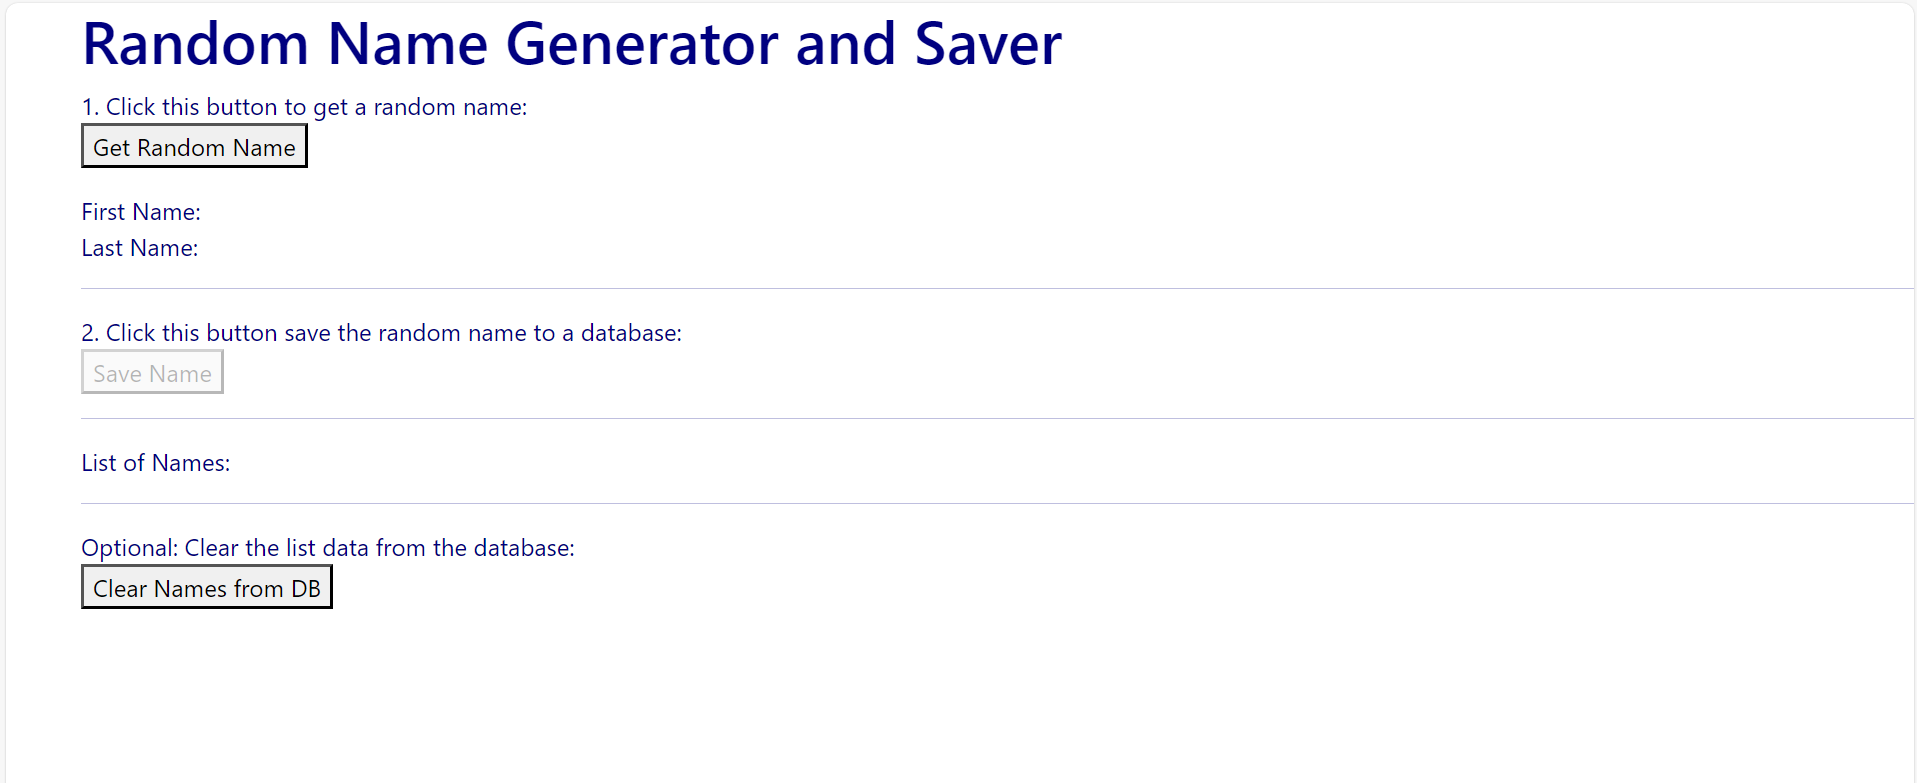 Random Name Generator and Saver
1. Click this button to get a random name:
Get Random Name
First Name:
Last Name:
2. Click this button save the random name to a database:
Save Name
List of Names:
Optional: Clear the list data from the database:
Clear Names from DB